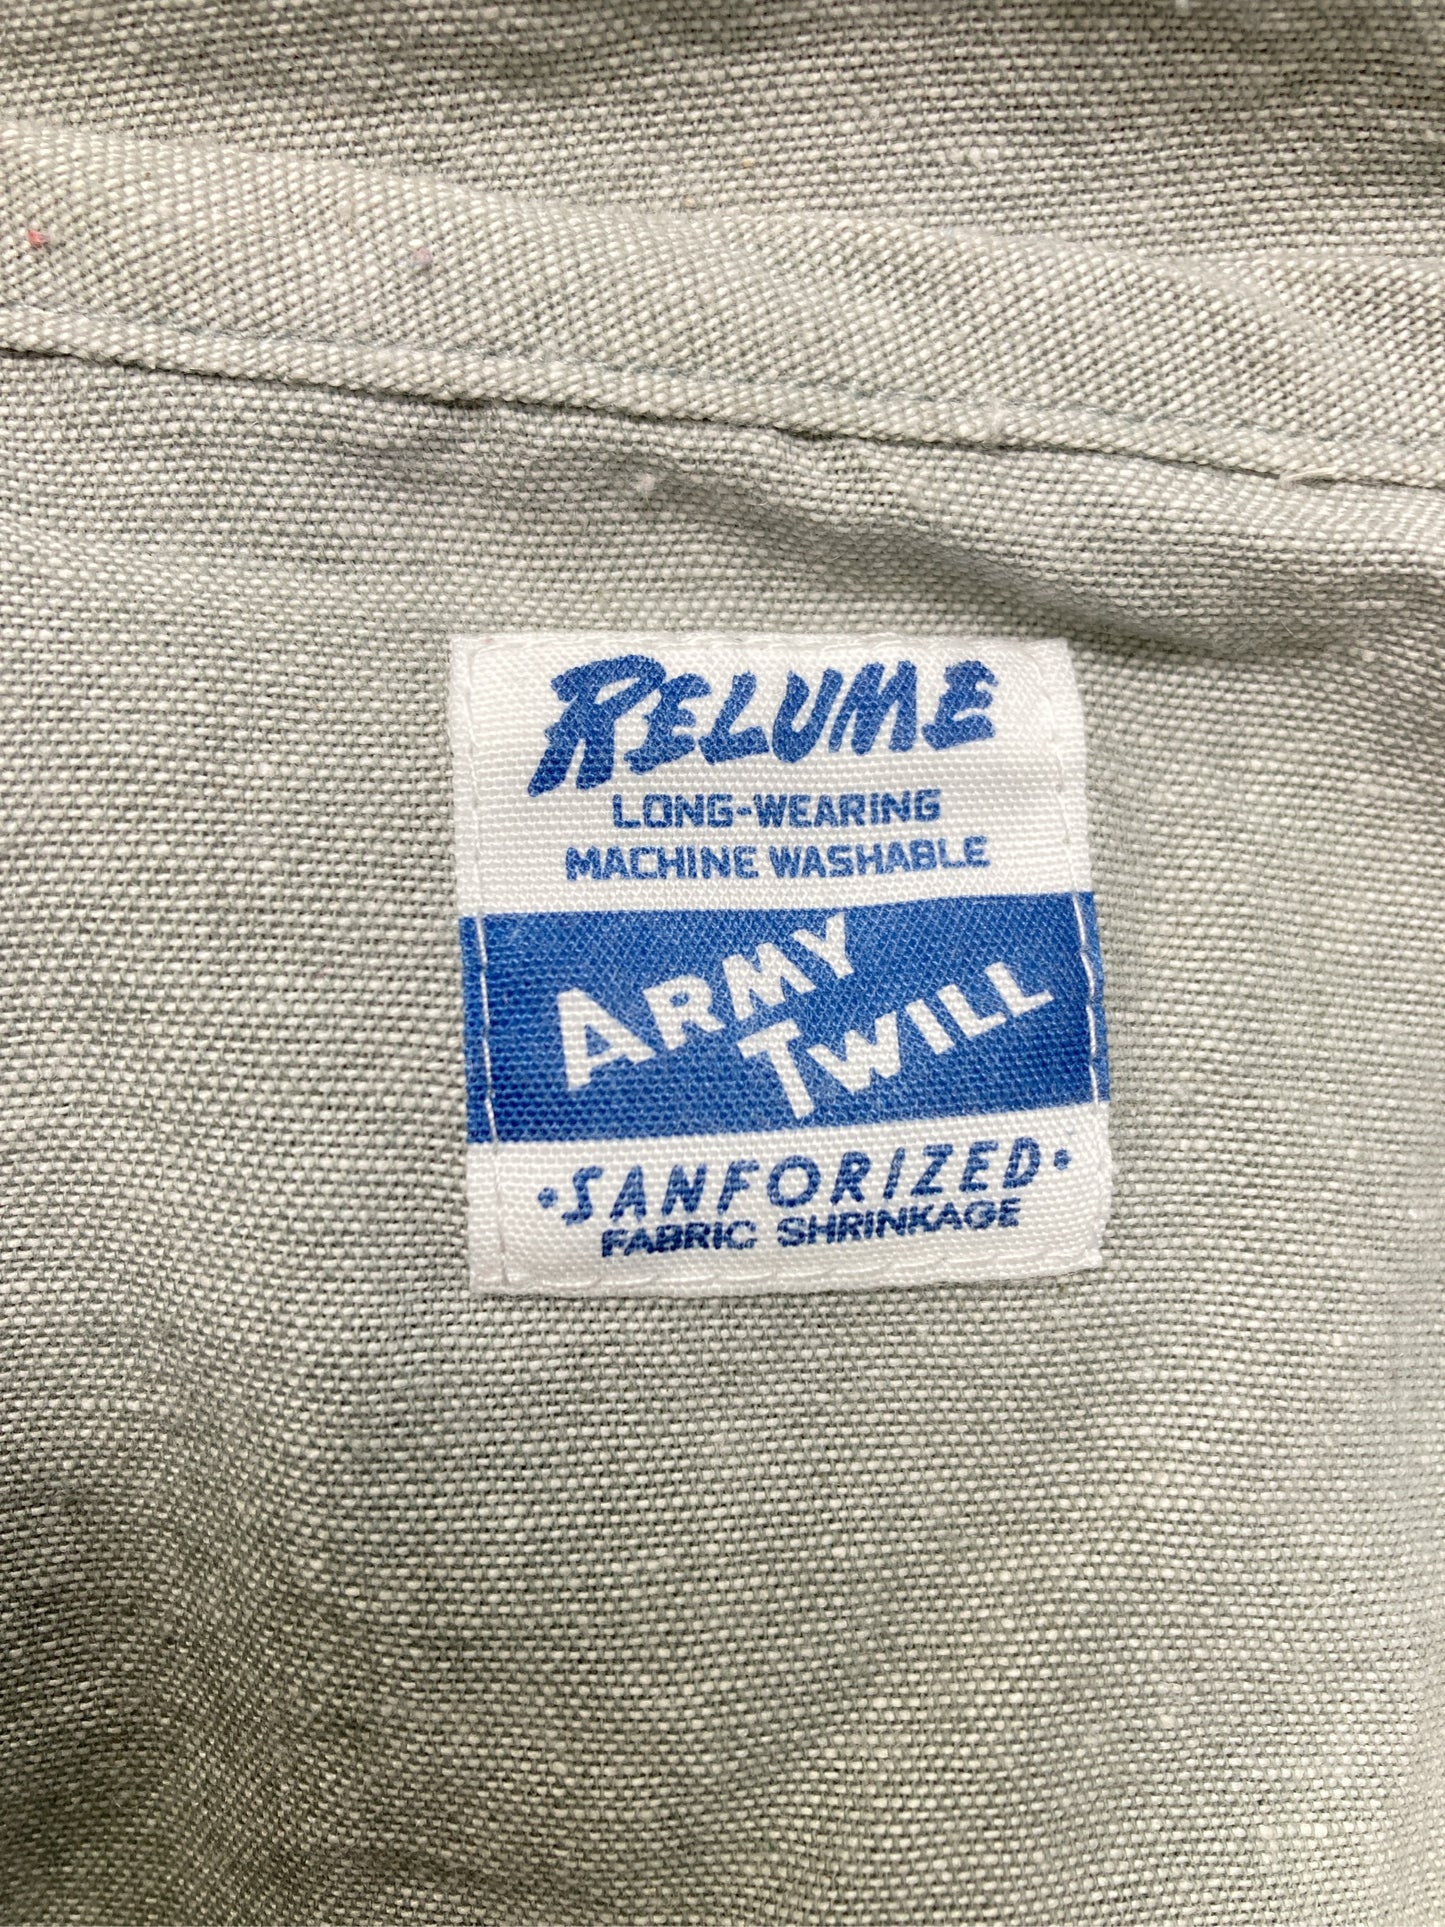 RELUME
LONG-WEARING
MACHINE WASHABLE
ARMY
TWILL
•SANFORIZED•
FABRIC SHRINKAGE